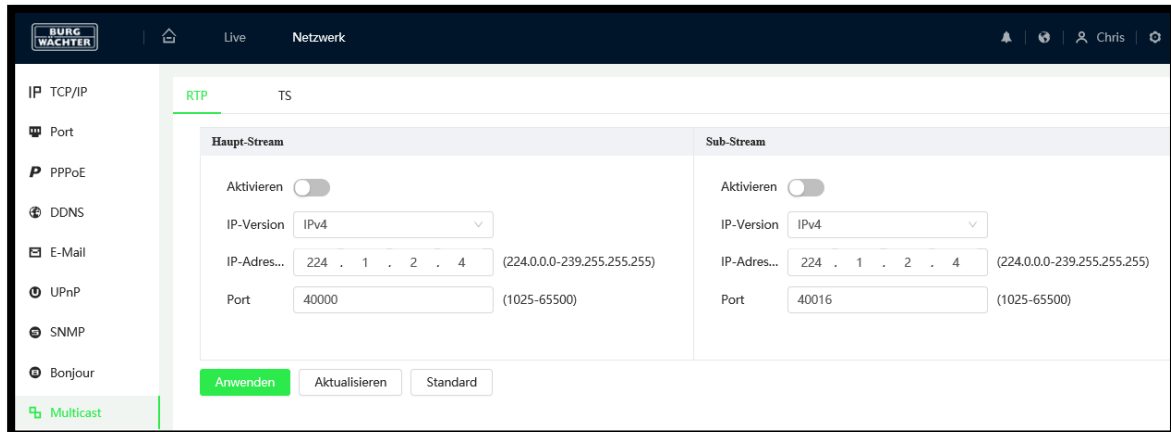 BURG
WÄCHTER
Live
Netzwerk
Chris
TCP/IP
Port
PPPoE
DDNS
E-Mail
UPnP
SNMP
Bonjour
Multicast
RTP
TS
Haupt-Stream
Aktivieren
IP-Version IPv4
IP-Adres... 224 . 1 . 2 . 4 (224.0.0.0-239.255.255.255)
Port 40000 (1025-65500)
Sub-Stream
Aktivieren
IP-Version IPv4
IP-Adres... 224 . 1 . 2 . 4 (224.0.0.0-239.255.255.255)
Port 40016 (1025-65500)
Anwenden
Aktualisieren
Standard